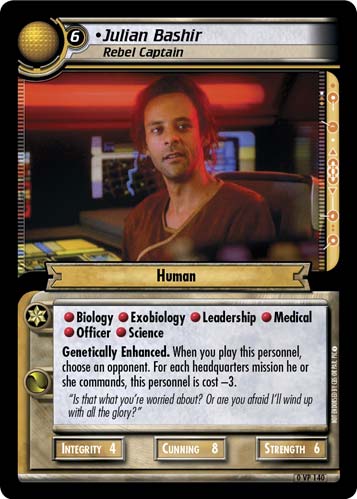 6
•Julian Bashir
Rebel Captain
Human
Biology Exobiology Leadership Medical
Officer Science
Genetically Enhanced. When you play this personnel,
choose an opponent. For each headquarters mission he or
she commands, this personnel is cost –3.
"Is that what you're worried about? Or are you afraid I'll wind up
with all the glory?"
INTEGRITY 4 CUNNING 8 STRENGTH 6
0 VP 140